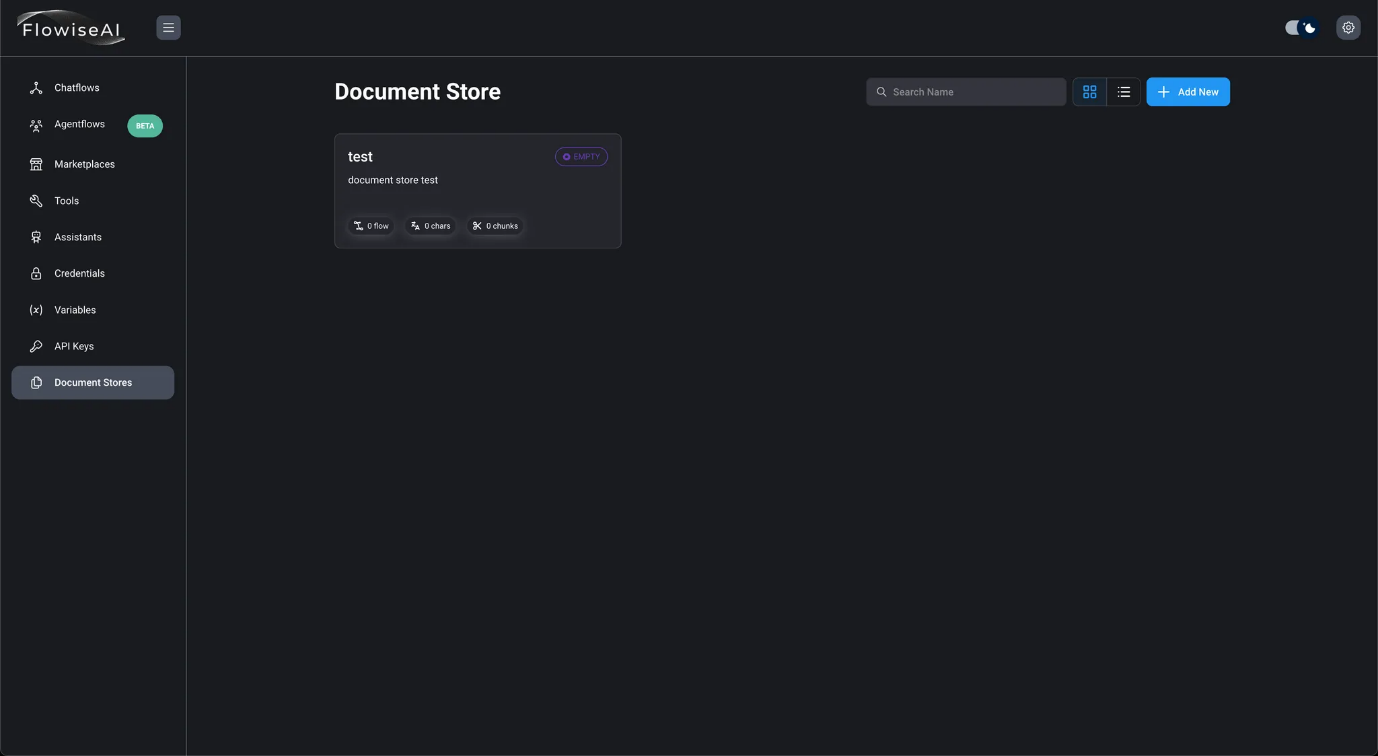 FlowiseAI
Chatflows
Agentflows BETA
Marketplaces
Tools
Assistants
Credentials
(x) Variables
API Keys
Document Stores
Document Store
Search Name
Add New
test
EMPTY
document store test
0 flow
0 chars
0 chunks